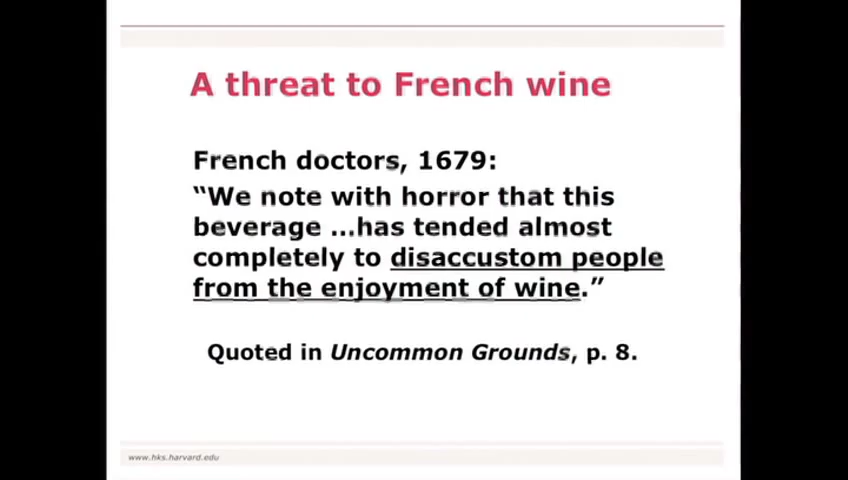 A threat to French wine
French doctors, 1679:
“We note with horror that this
beverage …has tended almost
completely to disaccustom people
from the enjoyment of wine.”
Quoted in Uncommon Grounds, p. 8.
www.hks.harvard.edu